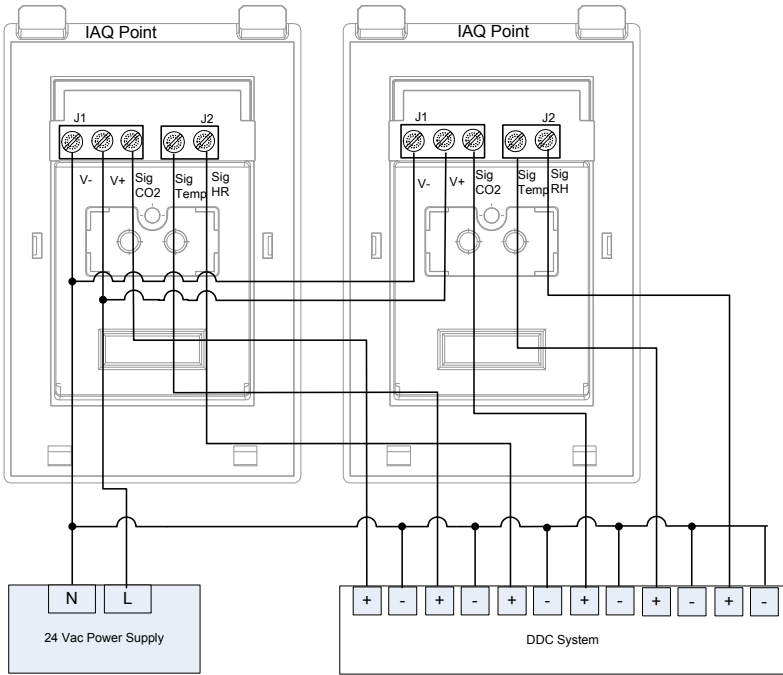 IAQ Point
IAQ Point
J1
J2
J1
J2
V-
V+
Sig
CO2
Sig
Temp
Sig
HR
V-
V+
Sig
CO2
Sig
Temp
Sig
RH
N
L
+ - + - + - + - + - + -
24 Vac Power Supply
DDC System